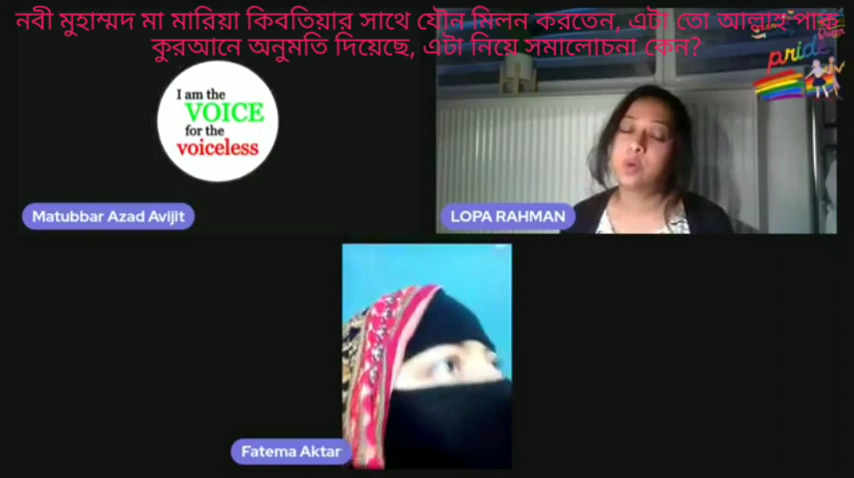 নবী মুহাম্মদ মা মারিয়া কিবতিয়ার সাথে যৌন মিলন করতেন, এটা তো আল্লাহ পাক
কুরআনে অনুমতি দিয়েছে, এটা নিয়ে সমালোচনা কেন?
pride
I am the
VOICE
for the
voiceless
Matubbar Azad Avijit
LOPA RAHMAN
Fatema Aktar